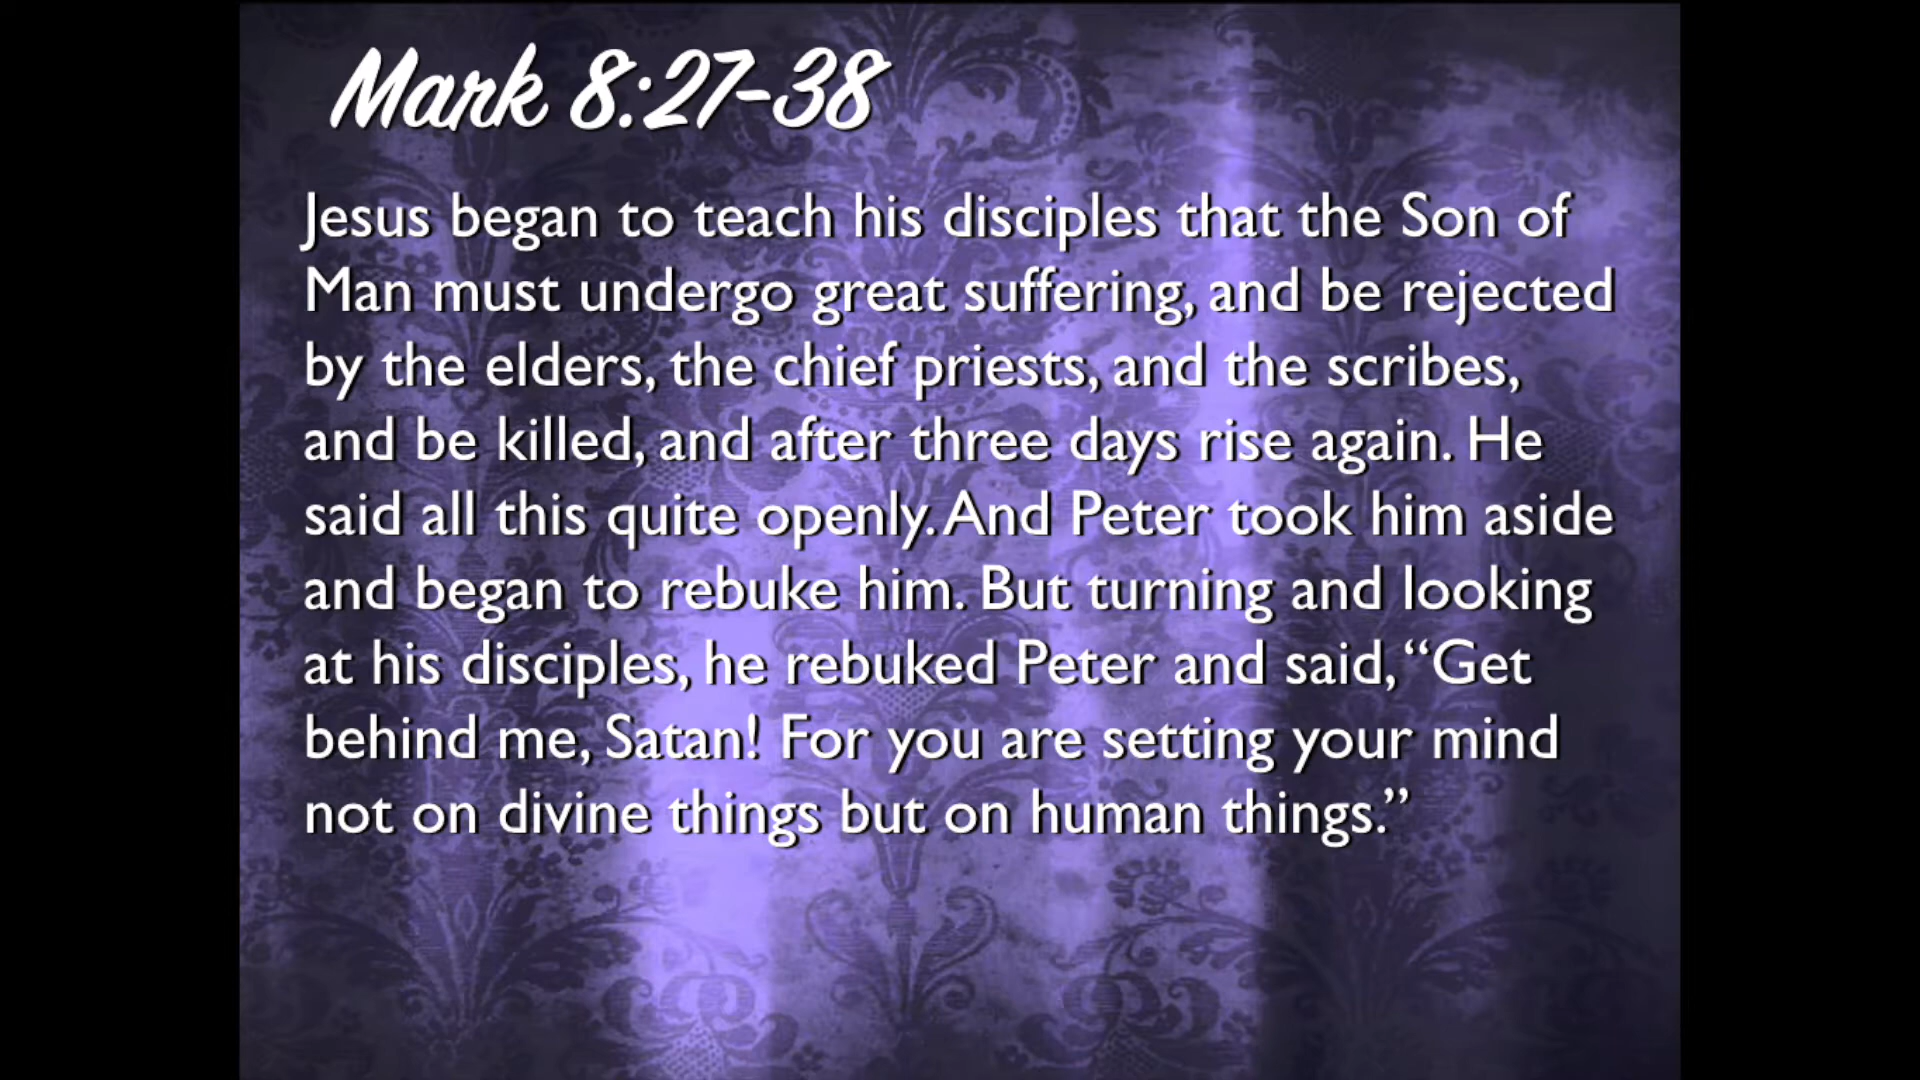 Mark 8:27-38
Jesus began to teach his disciples that the Son of
Man must undergo great suffering, and be rejected
by the elders, the chief priests, and the scribes,
and be killed, and after three days rise again. He
said all this quite openly. And Peter took him aside
and began to rebuke him. But turning and looking
at his disciples, he rebuked Peter and said, “Get
behind me, Satan! For you are setting your mind
not on divine things but on human things.”